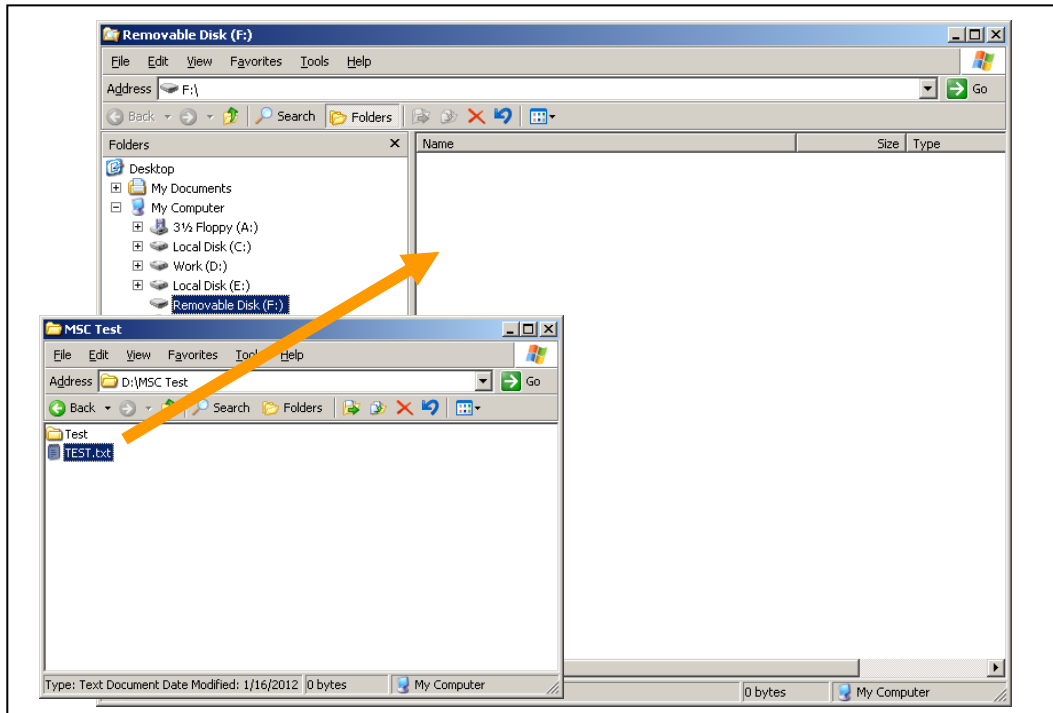 Removable Disk (F:)
File Edit View Favorites Tools Help
Address F:\ Go
Back Search Folders
Folders
Name Size Type
Desktop
My Documents
My Computer
3½ Floppy (A:)
Local Disk (C:)
Work (D:)
Local Disk (E:)
Removable Disk (F:)
MSC Test
File Edit View Favorites Help
Address D:\MSC Test Go
Back Search Folders
Test
TEST.txt
Type: Text Document Date Modified: 1/16/2012 0 bytes My Computer
0 bytes My Computer